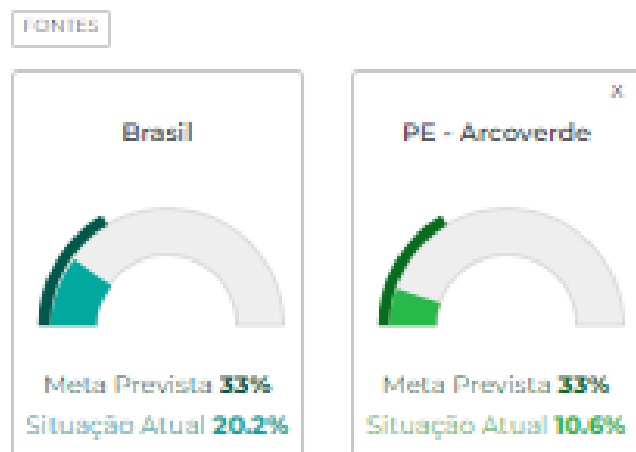 FONTES
Brasil
Meta Prevista 33%
Situação Atual 20.2%
x
PE - Arcoverde
Meta Prevista 33%
Situação Atual 10.6%